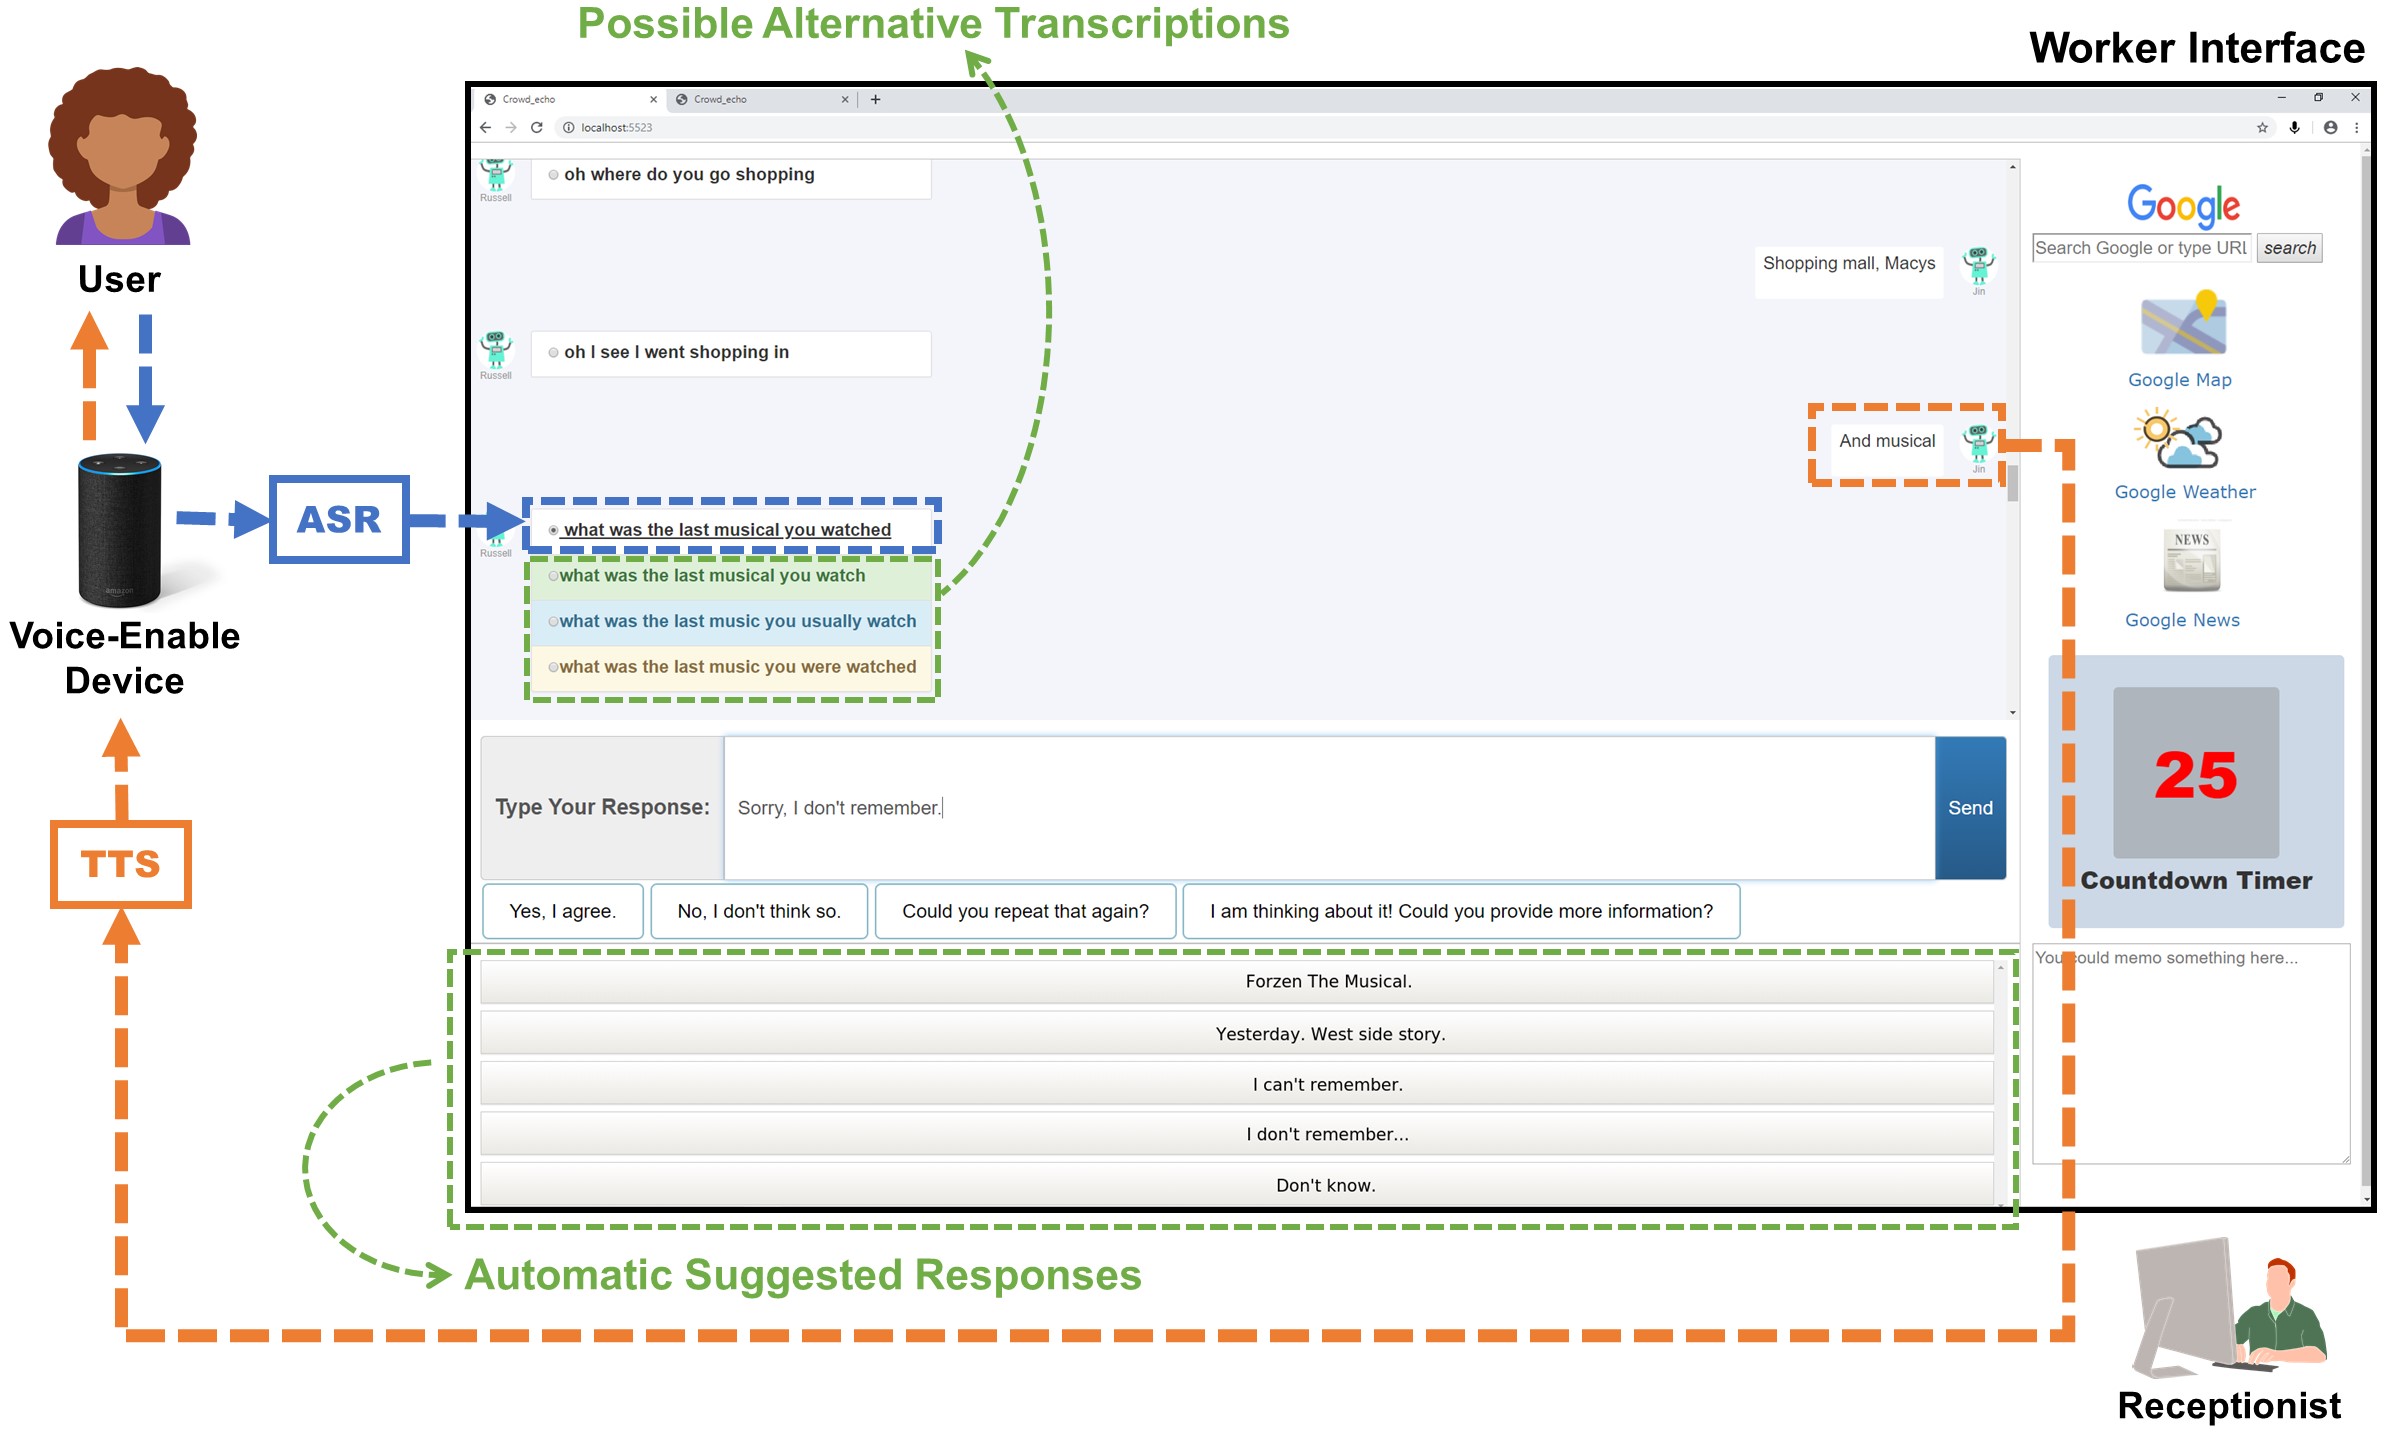 Possible Alternative Transcriptions
Worker Interface
Crowd_echo
Crowd_echo
localhost:5523
Russell
oh where do you go shopping
Shopping mall, Macys
Jin
Russell
oh I see I went shopping in
And musical
Jin
Russell
what was the last musical you watched
what was the last musical you watch
what was the last music you usually watch
what was the last music you were watched
Type Your Response:
Sorry, I don't remember.
Send
Yes, I agree.
No, I don't think so.
Could you repeat that again?
I am thinking about it! Could you provide more information?
Forzen The Musical.
Yesterday. West side story.
I can't remember.
I don't remember...
Don't know.
Google
Search Google or type URL
search
Google Map
Google Weather
NEWS
Google News
25
Countdown Timer
You could memo something here...
User
amazon
Voice-Enable
Device
ASR
TTS
Automatic Suggested Responses
Receptionist